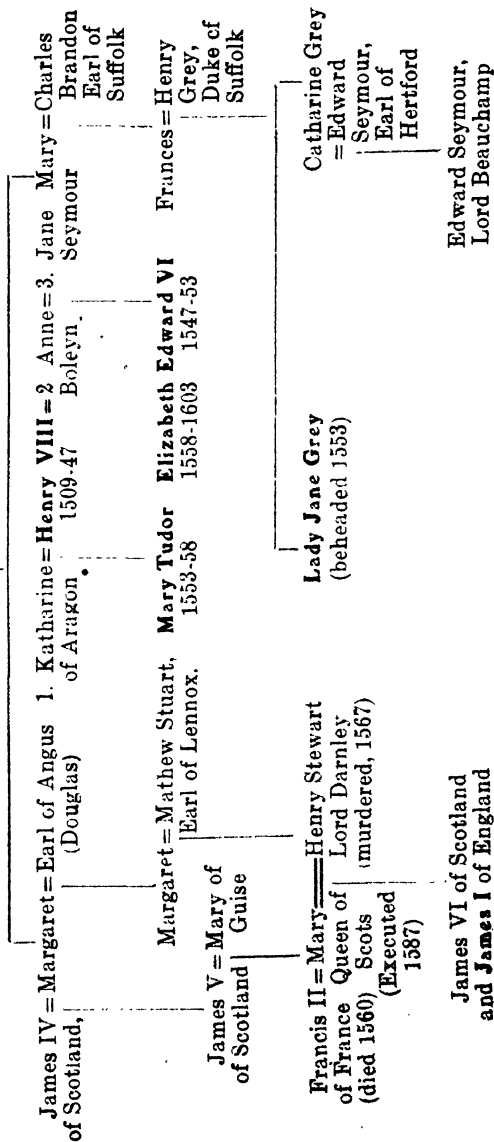 James IV = Margaret = Earl of Angus 1. Katharine = Henry VIII = 2 Anne = 3. Jane Mary = Charles
of Scotland, (Douglas) of Aragon 1509-47 Boleyn. Seymour Brandon
Earl of
Suffolk
Margaret = Mathew Stuart, Mary Tudor Elizabeth Edward VI Frances = Henry
Earl of Lennox. 1553-58 1558-1603 1547-53 Grey,
Duke of
Suffolk
James V = Mary of
of Scotland Guise
Francis II = Mary = Henry Stewart Lady Jane Grey Catharine Grey
of France Queen of Lord Darnley (beheaded 1553) = Edward
(died 1560) Scots (murdered, 1567) Seymour,
(Executed Earl of
1587) Hertford
James VI of Scotland Edward Seymour,
and James I of England Lord Beauchamp